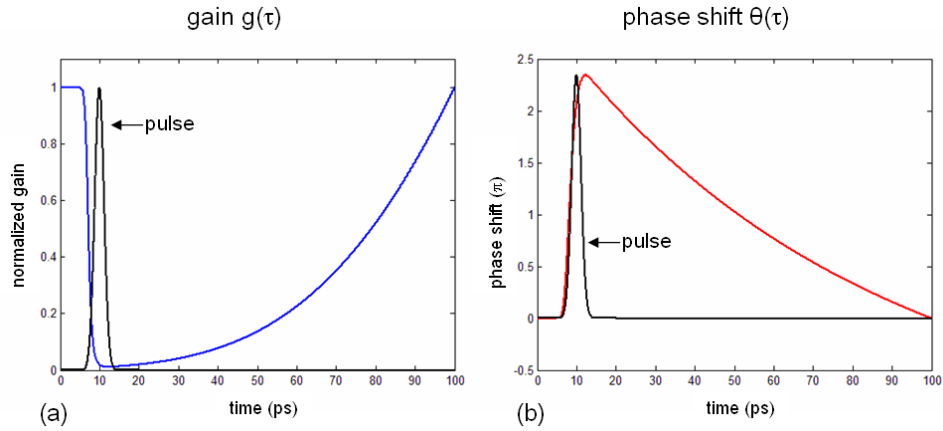 gain g(τ)
normalized gain
1
0.8
0.6
0.4
0.2
0
0 10 20 30 40 50 60 70 80 90 100
pulse
(a)
time (ps)
phase shift θ(τ)
phase shift (π)
2.5
2
1.5
1
0.5
0
-0.5
0 10 20 30 40 50 60 70 80 90 100
pulse
(b)
time (ps)